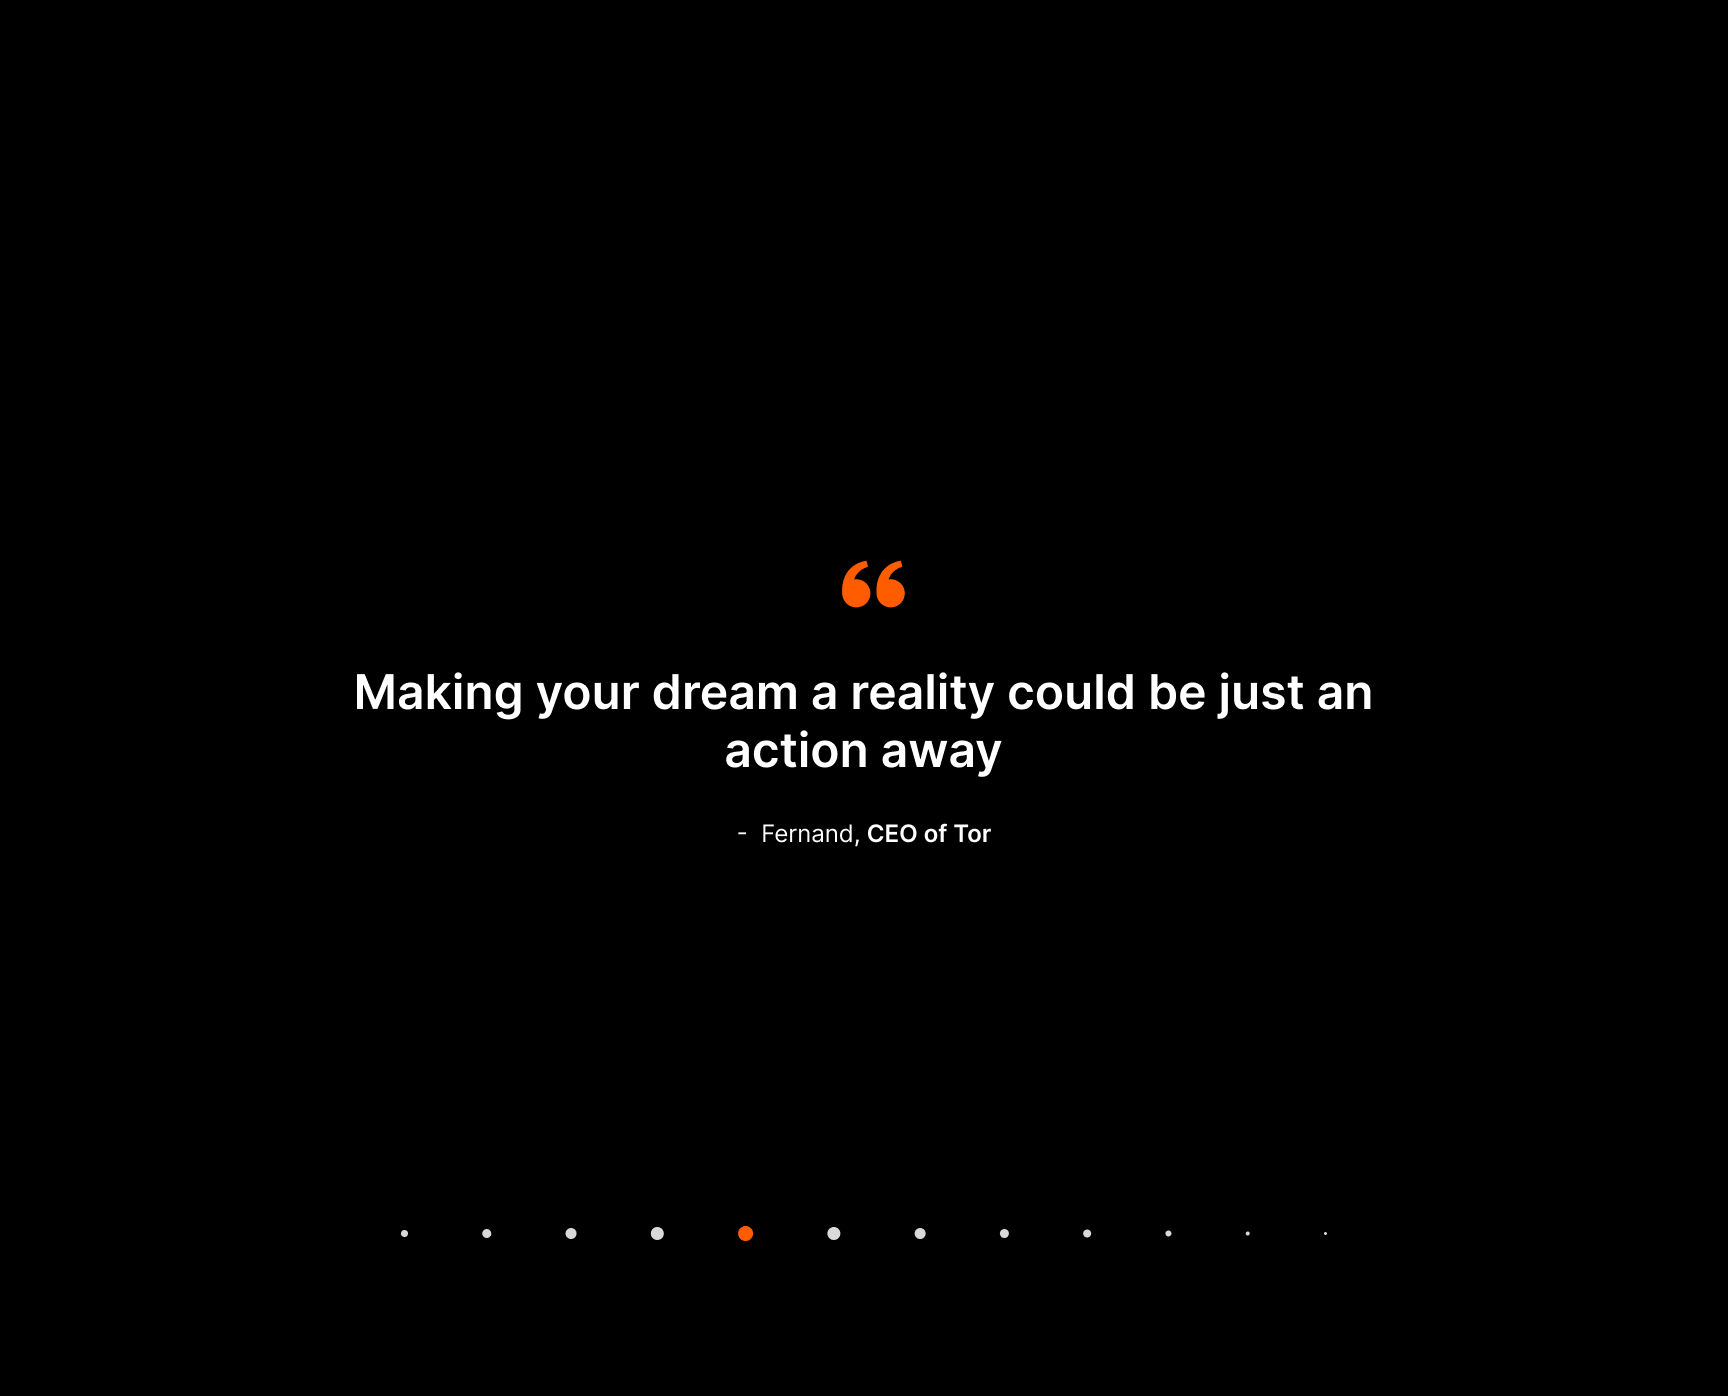 “
Making your dream a reality could be just an
action away
- Fernand, CEO of Tor